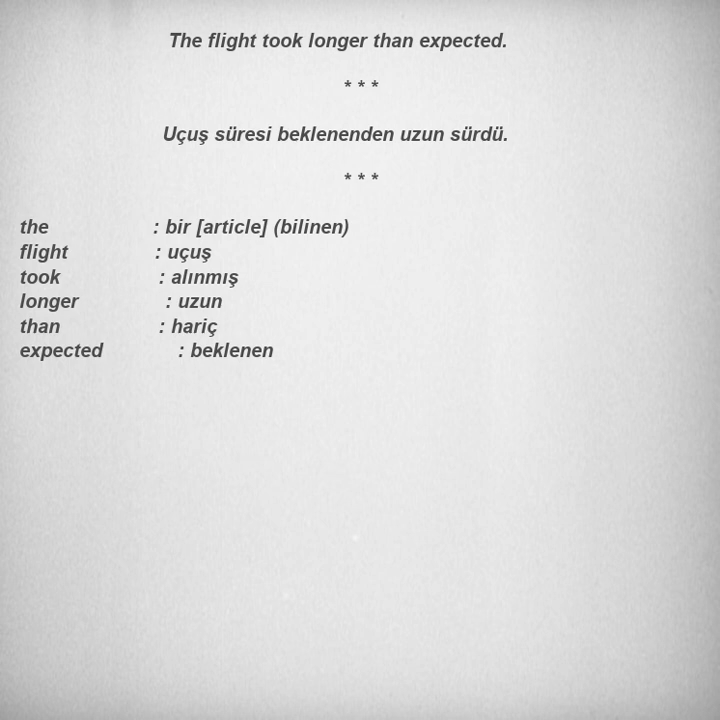 The flight took longer than expected.
* * *
Uçuş süresi beklenenden uzun sürdü.
* * *
the : bir [article] (bilinen)
flight : uçuş
took : alınmış
longer : uzun
than : hariç
expected : beklenen